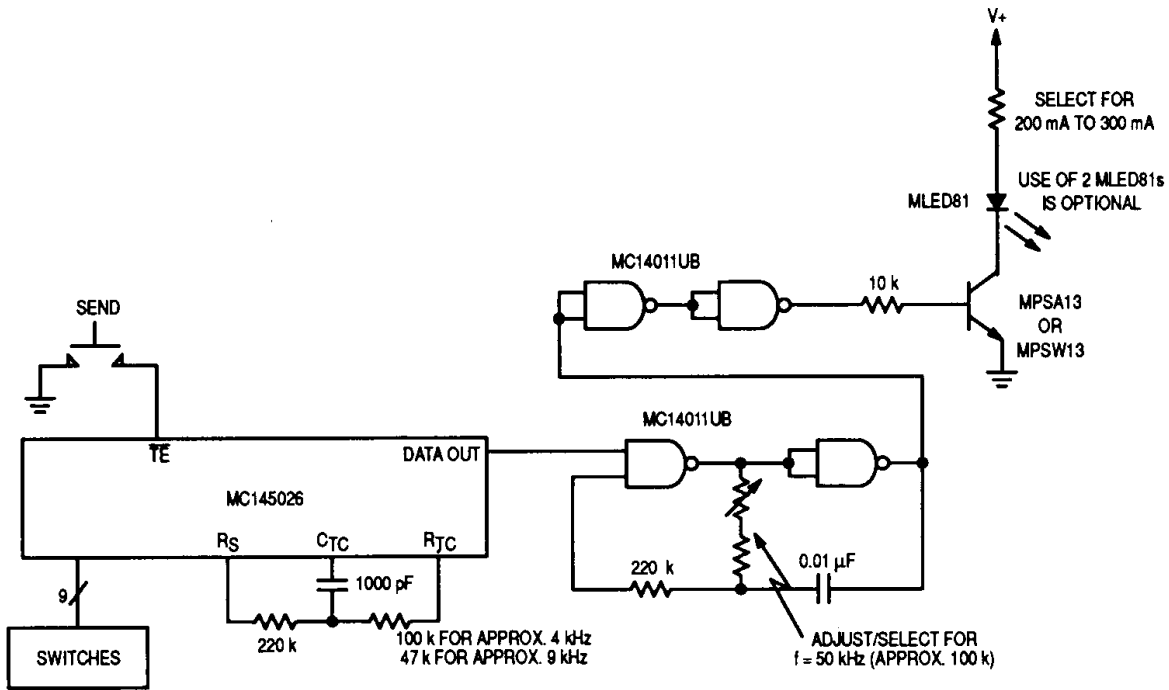 V+
SELECT FOR
200 mA TO 300 mA
MLED81
USE OF 2 MLED81s
IS OPTIONAL
MC14011UB
10 k
MPSA13
OR
MPSW13
SEND
MC14011UB
TE
DATA OUT
MC145026
RS
CTC
RTC
9
1000 pF
220 k
0.01 µF
220 k
100 k FOR APPROX. 4 kHz
47 k FOR APPROX. 9 kHz
ADJUST/SELECT FOR
f = 50 kHz (APPROX. 100 k)
SWITCHES